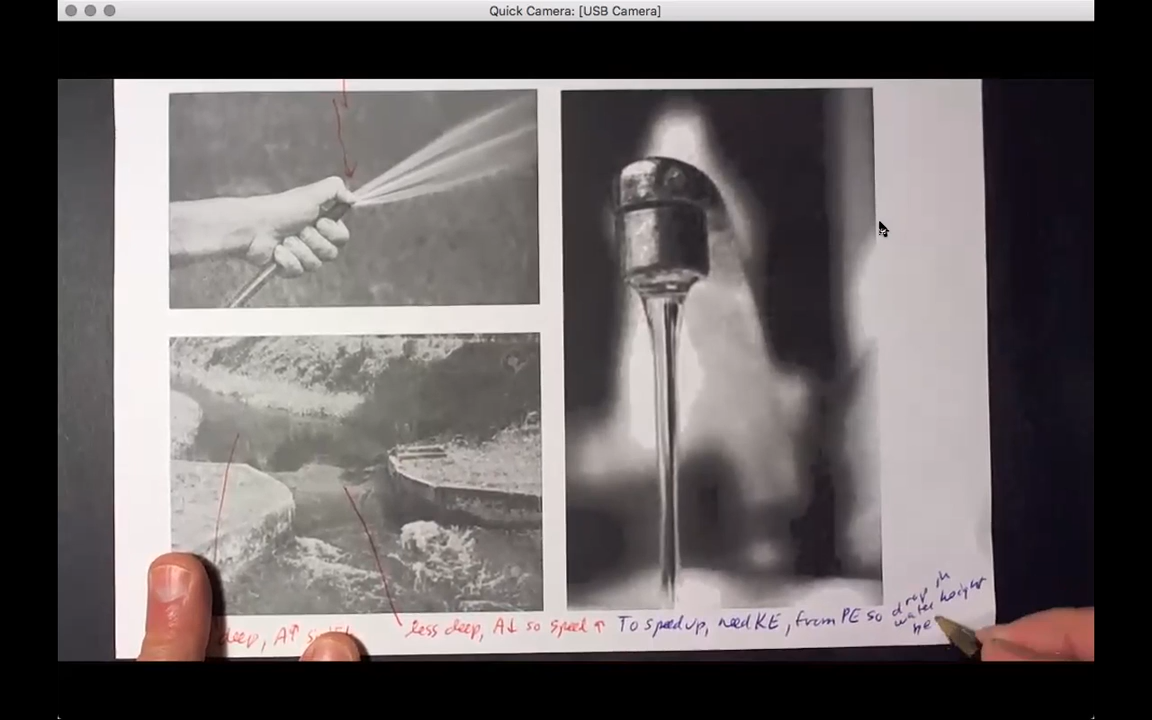 Quick Camera: [USB Camera]
deep, A↑
less deep, A↓ so speed ↑
To speed up, need KE, from PE so drop in
water height
he